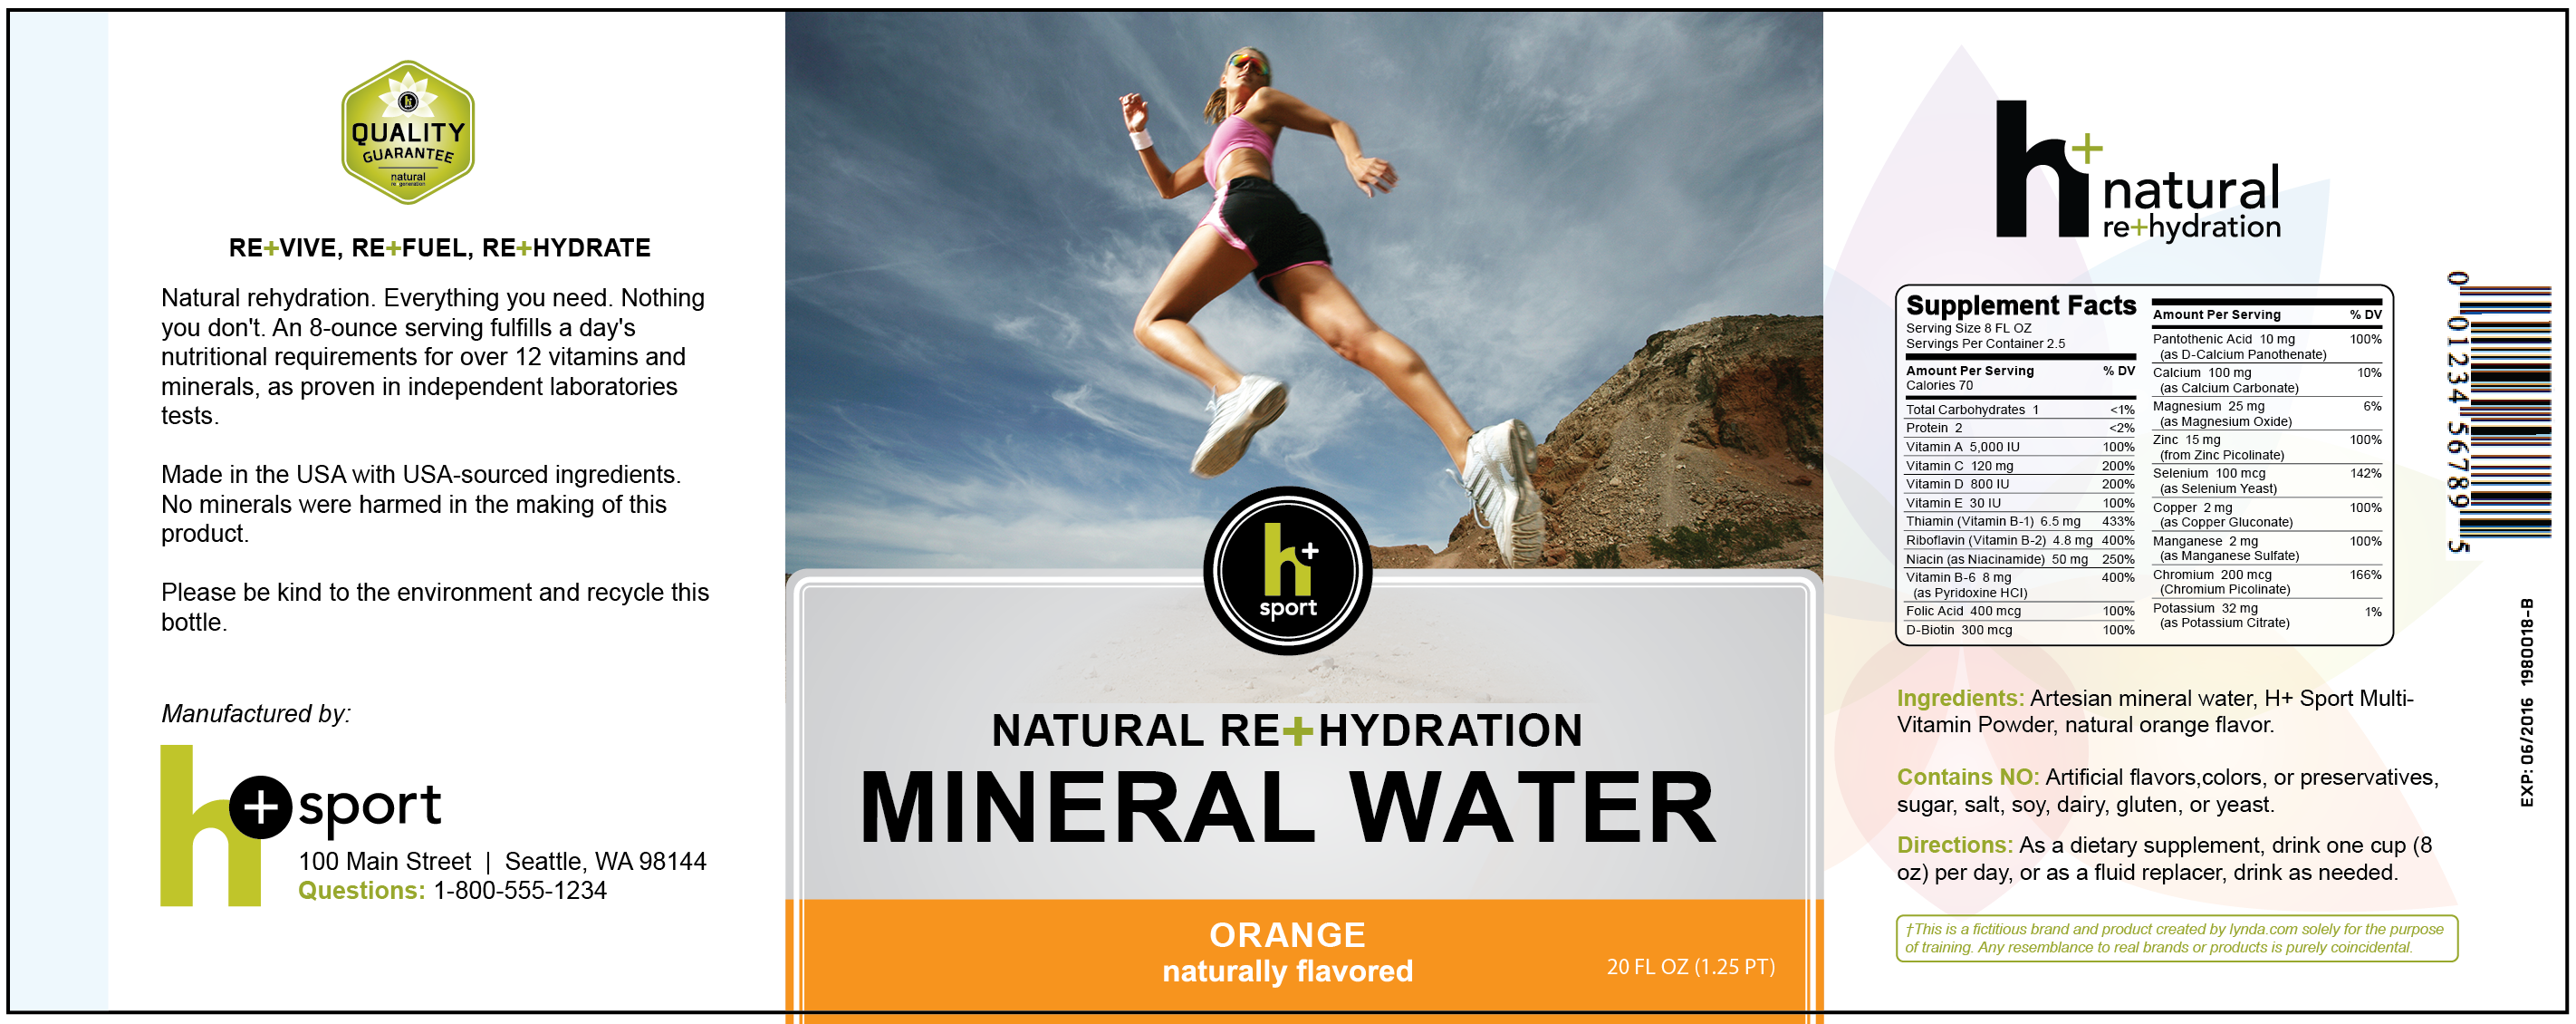 h+
QUALITY
GUARANTEE
natural
re+generation
RE+VIVE, RE+FUEL, RE+HYDRATE
Natural rehydration. Everything you need. Nothing
you don't. An 8-ounce serving fulfills a day's
nutritional requirements for over 12 vitamins and
minerals, as proven in independent laboratories
tests.
Made in the USA with USA-sourced ingredients.
No minerals were harmed in the making of this
product.
Please be kind to the environment and recycle this
bottle.
Manufactured by:
h+ sport
100 Main Street | Seattle, WA 98144
Questions: 1-800-555-1234
h+
sport
NATURAL RE+HYDRATION
MINERAL WATER
ORANGE
naturally flavored
20 FL OZ (1.25 PT)
h+ natural
re+hydration
Supplement Facts
Serving Size 8 FL OZ
Servings Per Container 2.5
Amount Per Serving % DV
Calories 70
Total Carbohydrates 1 <1%
Protein 2 <2%
Vitamin A 5,000 IU 100%
Vitamin C 120 mg 200%
Vitamin D 800 IU 200%
Vitamin E 30 IU 100%
Thiamin (Vitamin B-1) 6.5 mg 433%
Riboflavin (Vitamin B-2) 4.8 mg 400%
Niacin (as Niacinamide) 50 mg 250%
Vitamin B-6 8 mg 400%
(as Pyridoxine HCI)
Folic Acid 400 mcg 100%
D-Biotin 300 mcg 100%
Amount Per Serving % DV
Pantothenic Acid 10 mg 100%
(as D-Calcium Panothenate)
Calcium 100 mg 10%
(as Calcium Carbonate)
Magnesium 25 mg 6%
(as Magnesium Oxide)
Zinc 15 mg 100%
(from Zinc Picolinate)
Selenium 100 mcg 142%
(as Selenium Yeast)
Copper 2 mg 100%
(as Copper Gluconate)
Manganese 2 mg 100%
(as Manganese Sulfate)
Chromium 200 mcg 166%
(Chromium Picolinate)
Potassium 32 mg 1%
(as Potassium Citrate)
Ingredients: Artesian mineral water, H+ Sport Multi-
Vitamin Powder, natural orange flavor.
Contains NO: Artificial flavors,colors, or preservatives,
sugar, salt, soy, dairy, gluten, or yeast.
Directions: As a dietary supplement, drink one cup (8
oz) per day, or as a fluid replacer, drink as needed.
†This is a fictitious brand and product created by lynda.com solely for the purpose
of training. Any resemblance to real brands or products is purely coincidental.
0 01234 56789 5
EXP: 06/2016 1980018-B